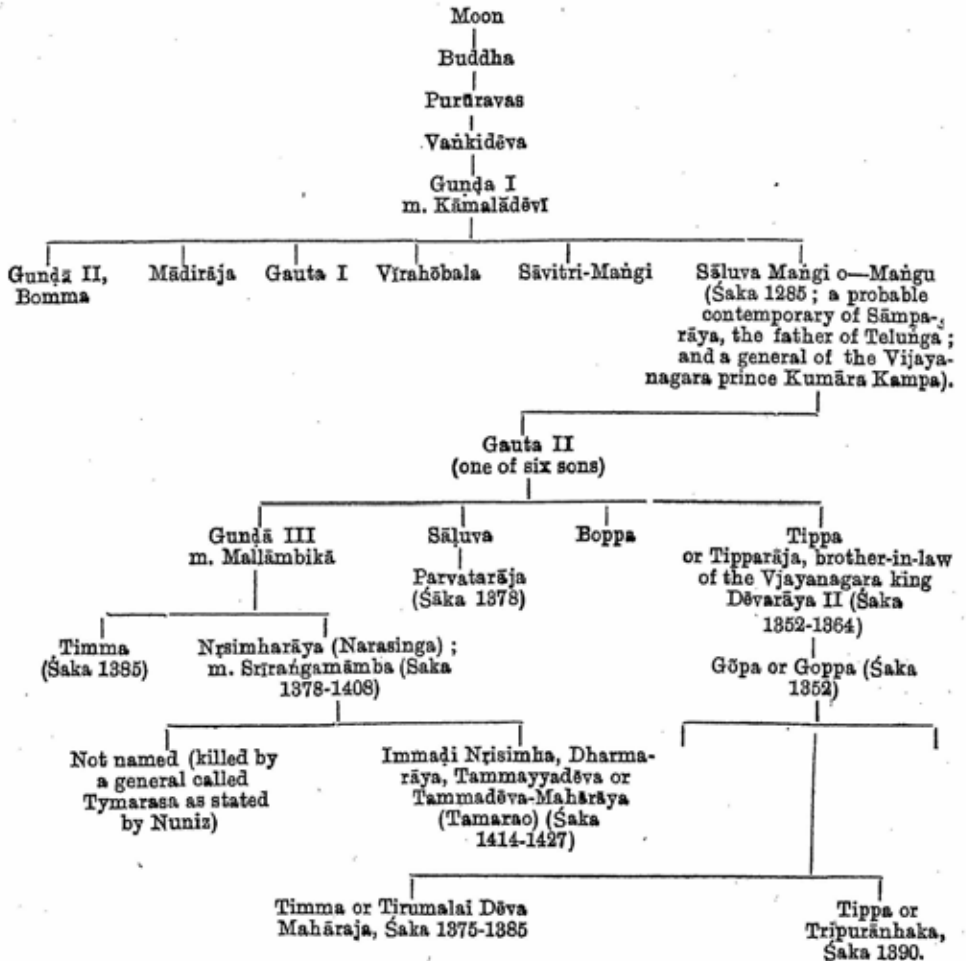 Moon
Buddha
Purūravas
Vaṅkidēva
Guṇḍa I
m. Kāmalādēvī
Guṇḍā II,
Bomma
Mādirāja
Gauta I
Vīrahōbala
Sāvitri-Maṅgi
Sāḷuva Maṅgi o—Maṅgu
(Śaka 1285; a probable
contemporary of Sāmpa-
rāya, the father of Teluṅga;
and a general of the Vijaya-
nagara prince Kumāra Kampa).
Gauta II
(one of six sons)
Guṇḍā III
m. Mallāmbikā
Sāḷuva
Boppa
Tippa
or Tipparāja, brother-in-law
of the Vjayanagara king
Dēvarāya II (Śaka
1352-1364)
Parvatarāja
(Śāka 1378)
Timma
(Śaka 1385)
Nṛsimharāya (Narasinga);
m. Srīraṅgamāmba (Saka
1378-1408)
Gōpa or Goppa (Śaka
1352)
Not named (killed by
a general called
Tymarasa as stated
by Nuniz)
Immaḍi Nṛisimha, Dharma-
rāya, Tammayyadēva or
Tammadēva-Mahārāya
(Tamarao) (Śaka
1414-1427)
Timma or Tirumalai Dēva
Mahāraja, Śaka 1375-1385
Tippa or
Tripurānhaka,
Śaka 1390.